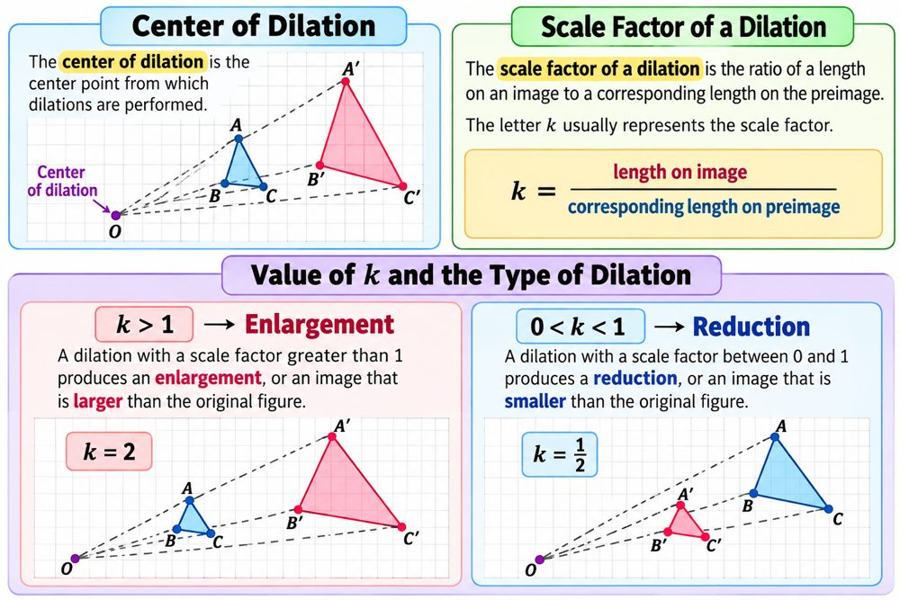 Center of Dilation
The center of dilation is the
center point from which
dilations are performed.
A'
A
Center
of dilation
B'
B
C
C'
O
Scale Factor of a Dilation
The scale factor of a dilation is the ratio of a length
on an image to a corresponding length on the preimage.
The letter k usually represents the scale factor.
k = length on image / corresponding length on preimage
Value of k and the Type of Dilation
k > 1 → Enlargement
A dilation with a scale factor greater than 1
produces an enlargement, or an image that
is larger than the original figure.
k = 2
A'
A
B'
B
C
C'
O
0 < k < 1 → Reduction
A dilation with a scale factor between 0 and 1
produces a reduction, or an image that is
smaller than the original figure.
k = 1/2
A
A'
B
C
B'
C'
O